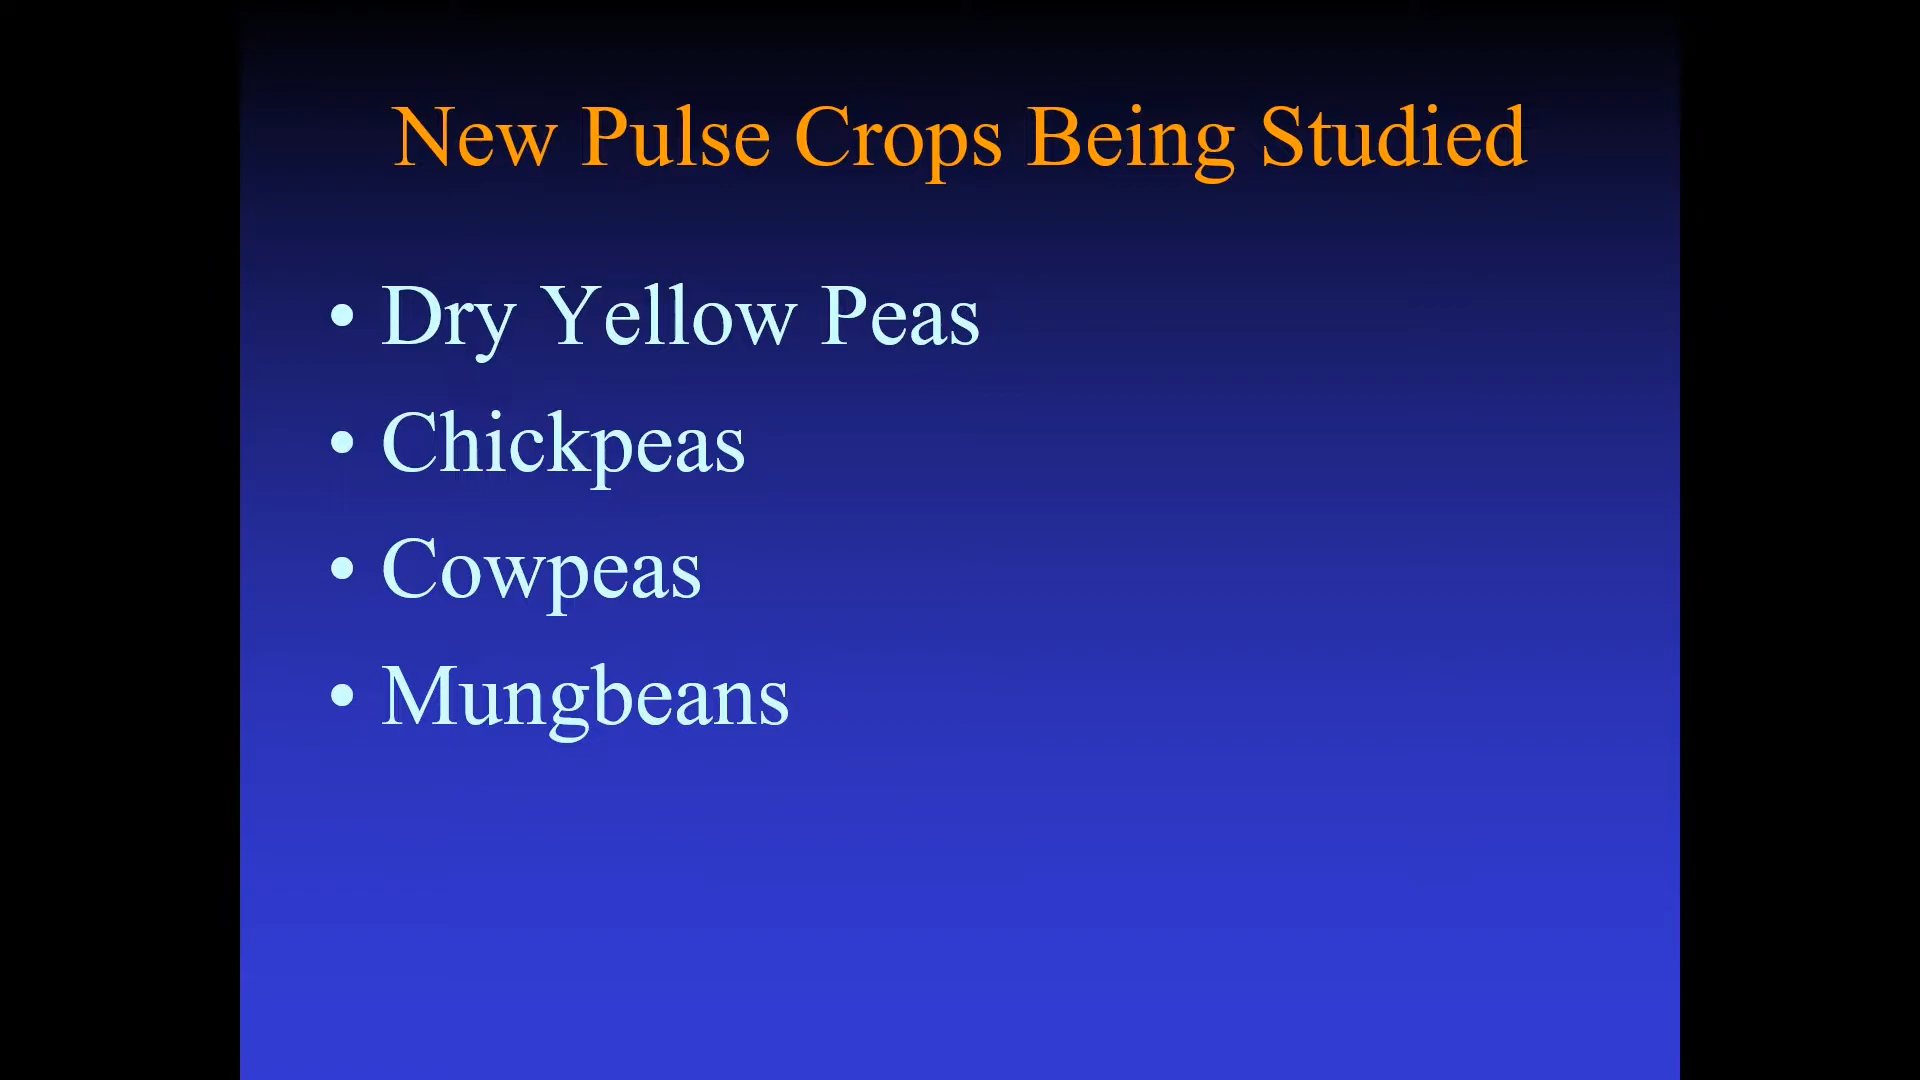 New Pulse Crops Being Studied
• Dry Yellow Peas
• Chickpeas
• Cowpeas
• Mungbeans